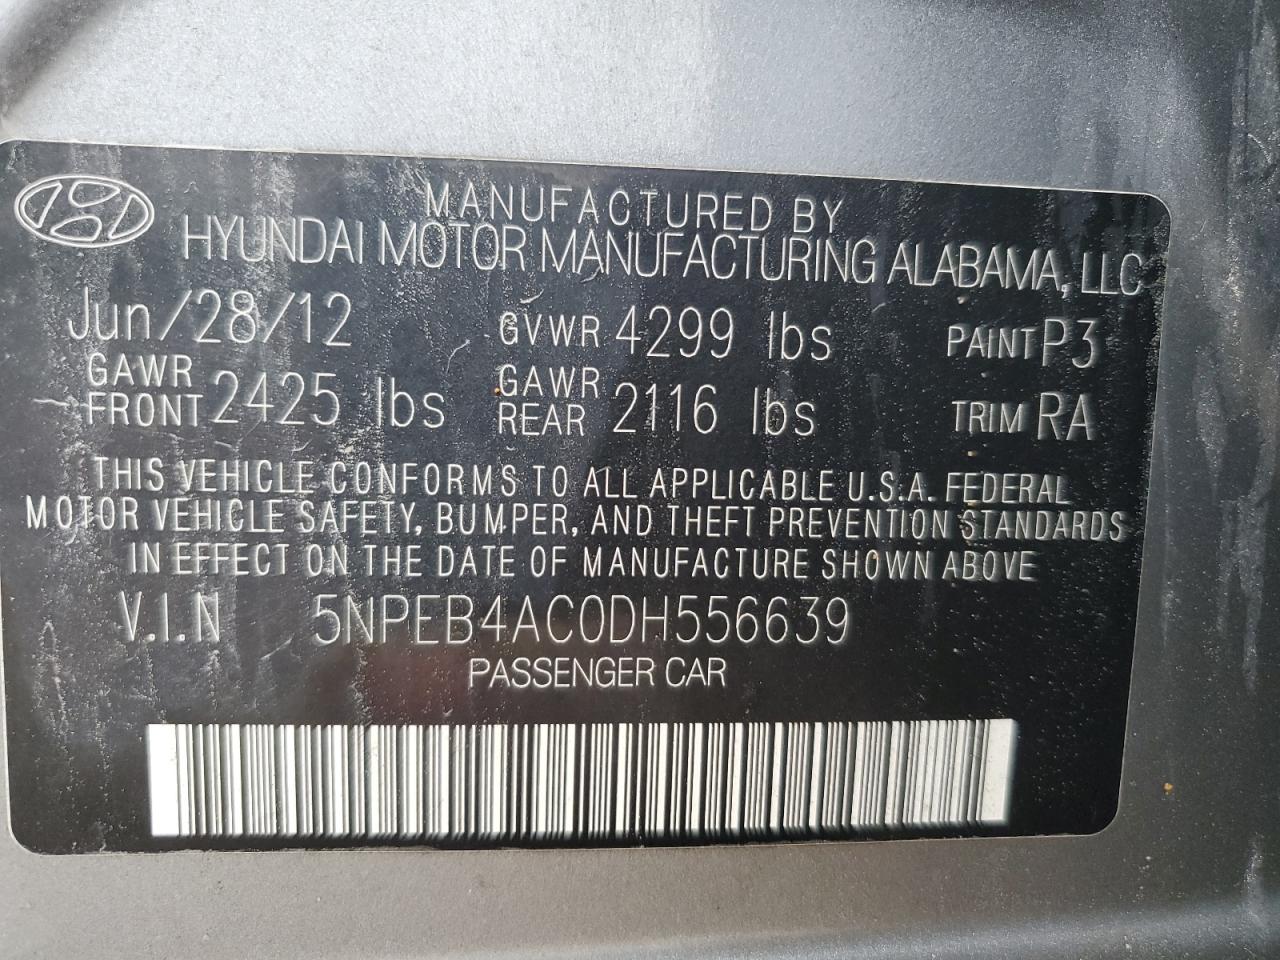 MANUFACTURED BY
HYUNDAI MOTOR MANUFACTURING ALABAMA, LLC
Jun/28/12 GVWR 4299 lbs PAINT P3
GAWR FRONT 2425 lbs GAWR REAR 2116 lbs TRIM RA
THIS VEHICLE CONFORMS TO ALL APPLICABLE U.S.A. FEDERAL
MOTOR VEHICLE SAFETY, BUMPER, AND THEFT PREVENTION STANDARDS
IN EFFECT ON THE DATE OF MANUFACTURE SHOWN ABOVE
V.I.N 5NPEB4AC0DH556639
PASSENGER CAR